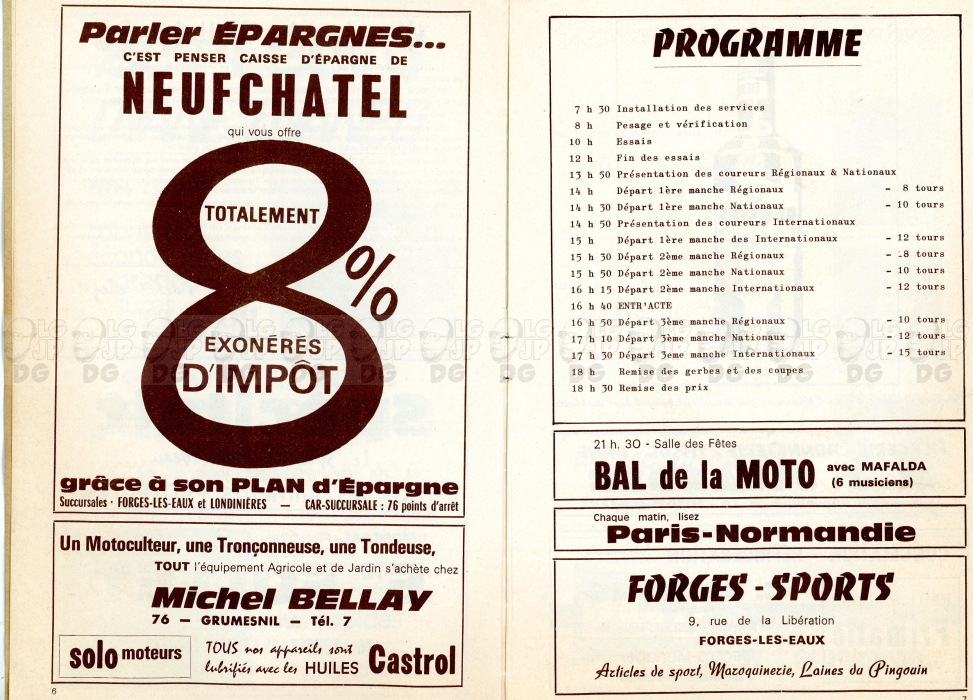 Parler ÉPARGNES...
C'EST PENSER CAISSE D'ÉPARGNE DE
NEUFCHATEL
qui vous offre
8%
TOTALEMENT
EXONÉRÉS
D'IMPÔT
grâce à son PLAN d'Épargne
Succursales · FORGES-LES-EAUX et LONDINIÈRES — CAR-SUCCURSALE : 76 points d'arrêt
Un Motoculteur, une Tronçonneuse, une Tondeuse,
TOUT l'équipement Agricole et de Jardin s'achète chez
Michel BELLAY
76 — GRUMESNIL — Tél. 7
solo moteurs
TOUS nos appareils sont
lubrifiés avec les HUILES Castrol
6
PROGRAMME
7 h 30 Installation des services
8 h Pesage et vérification
10 h Essais
12 h Fin des essais
13 h 50 Présentation des coureurs Régionaux & Nationaux
14 h Départ 1ère manche Régionaux - 8 tours
14 h 30 Départ 1ère manche Nationaux - 10 tours
14 h 50 Présentation des coureurs Internationaux
15 h Départ 1ère manche des Internationaux - 12 tours
15 h 30 Départ 2ème manche Régionaux - 8 tours
15 h 50 Départ 2ème manche Nationaux - 10 tours
16 h 15 Départ 2ème manche Internationaux - 12 tours
16 h 40 ENTR'ACTE
16 h 50 Départ 3ème manche Régionaux - 10 tours
17 h 10 Départ 3ème manche Nationaux - 12 tours
17 h 30 Départ 3eme manche Internationaux - 15 tours
18 h Remise des gerbes et des coupes
18 h 30 Remise des prix
21 h. 30 - Salle des Fêtes
BAL de la MOTO avec MAFALDA
(6 musiciens)
Chaque matin, lisez
Paris-Normandie
FORGES - SPORTS
9, rue de la Libération
FORGES-LES-EAUX
Articles de sport, Maroquinerie, Laines du Pingouin